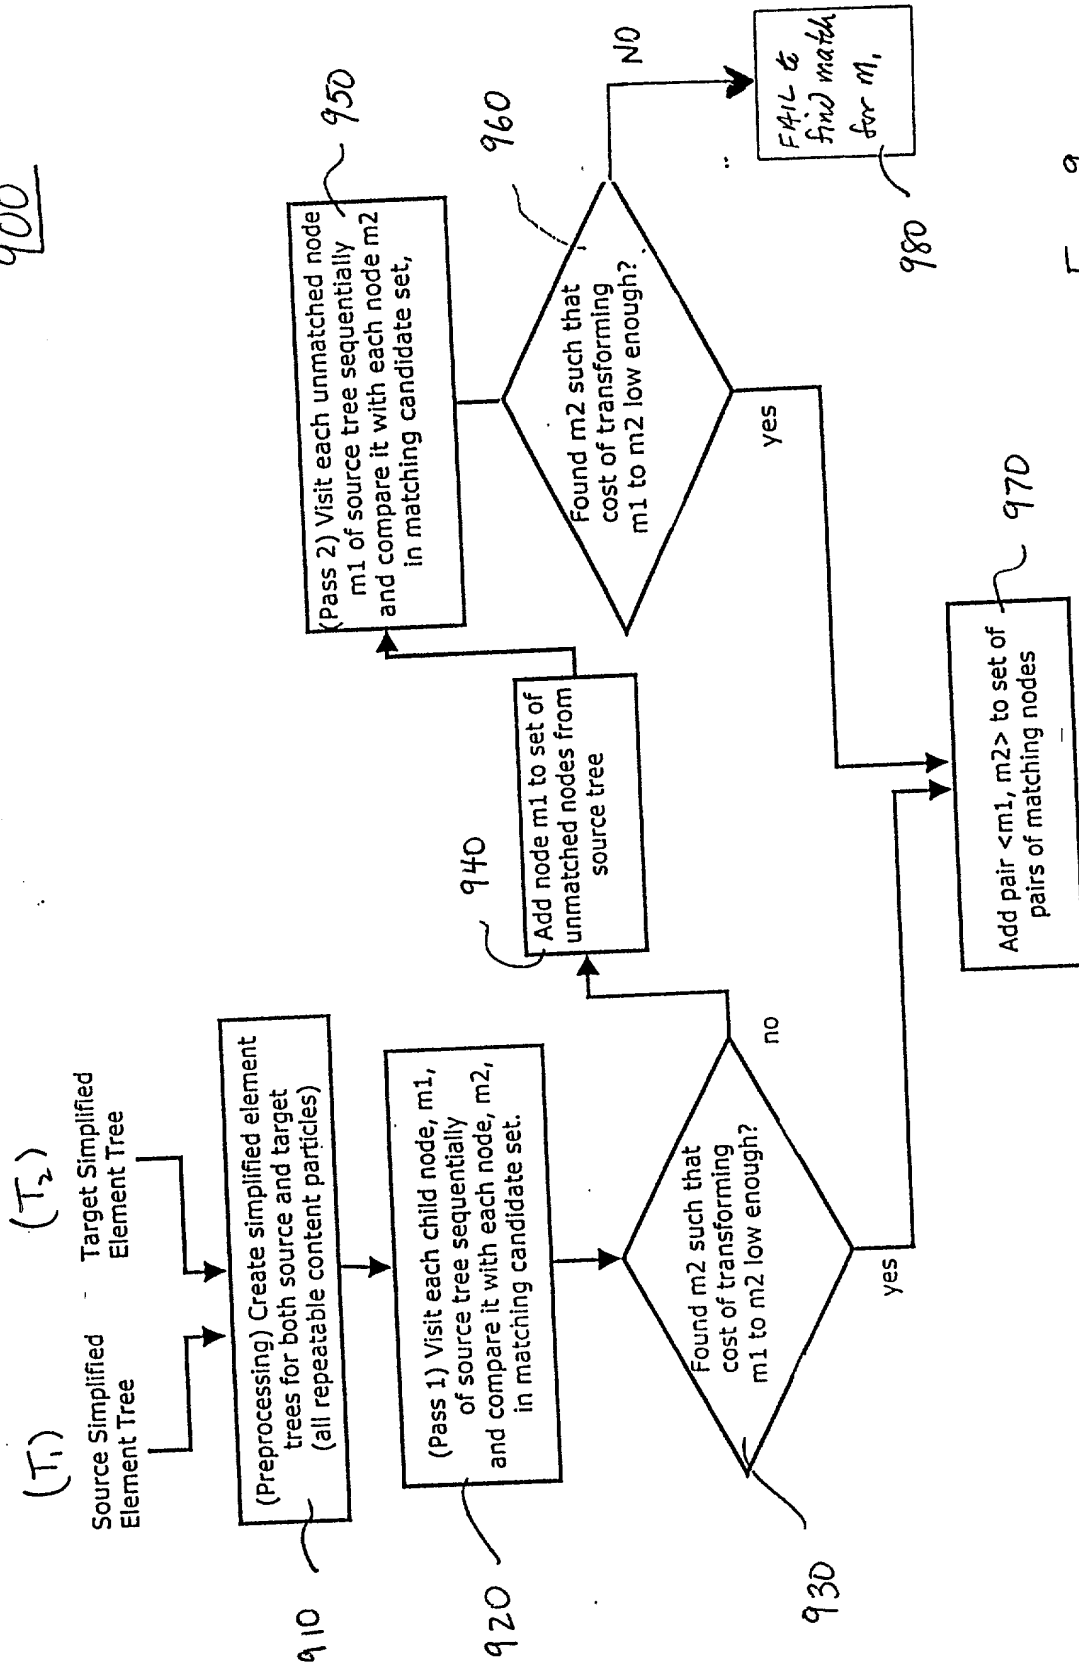 900
(T₁)
Source Simplified
Element Tree
(T₂)
Target Simplified
Element Tree
910
(Preprocessing) Create simplified element
trees for both source and target
(all repeatable content particles)
920
(Pass 1) Visit each child node, m1,
of source tree sequentially
and compare it with each node, m2,
in matching candidate set.
930
Found m2 such that
cost of transforming
m1 to m2 low enough?
no
yes
940
Add node m1 to set of
unmatched nodes from
source tree
950
(Pass 2) Visit each unmatched node
m1 of source tree sequentially
and compare it with each node m2
in matching candidate set,
960
Found m2 such that
cost of transforming
m1 to m2 low enough?
NO
yes
980
FAIL to
find match
for M₁
970
Add pair <m1, m2> to set of
pairs of matching nodes